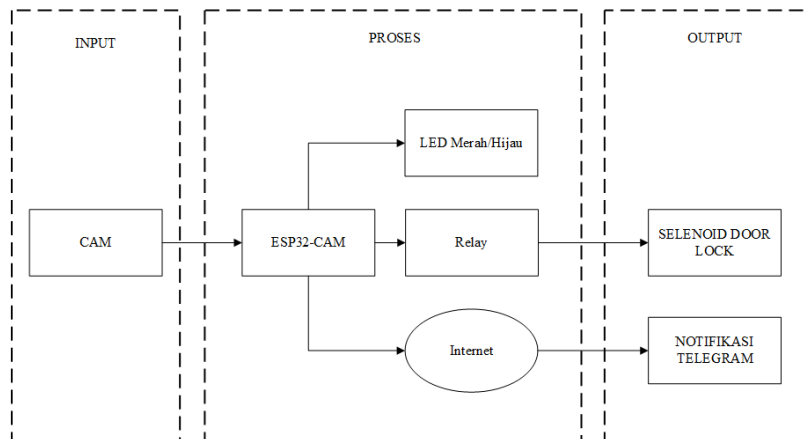 INPUT
PROSES
OUTPUT
LED Merah/Hijau
CAM
ESP32-CAM
Relay
SELENOID DOOR
LOCK
Internet
NOTIFIKASI
TELEGRAM